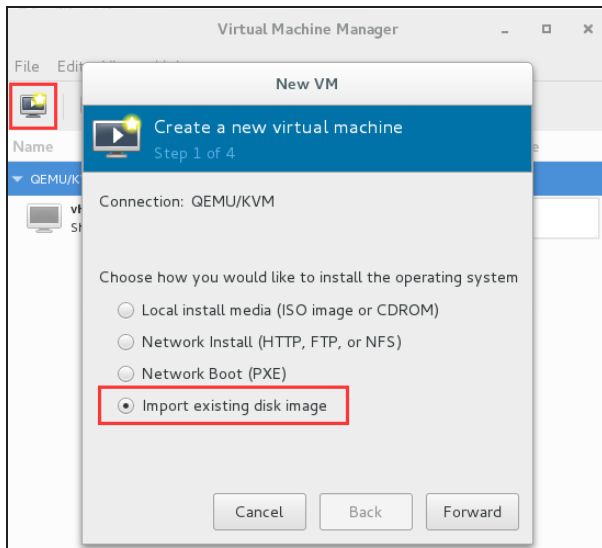 Virtual Machine Manager
File Edit
New VM
Create a new virtual machine
Step 1 of 4
Name
QEMU/K
Connection: QEMU/KVM
Choose how you would like to install the operating system
Local install media (ISO image or CDROM)
Network Install (HTTP, FTP, or NFS)
Network Boot (PXE)
Import existing disk image
Cancel Back Forward